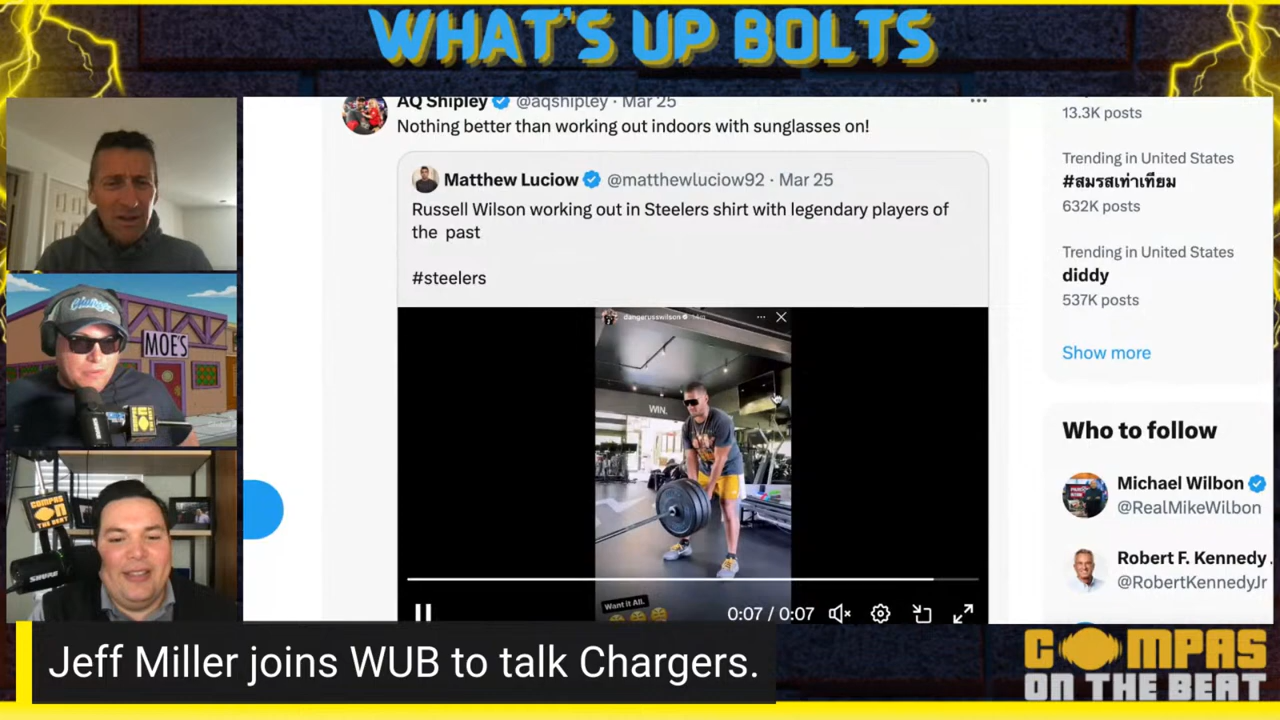 WHAT'S UP BOLTS
AQ Shipley @aqshipley · Mar 25
Nothing better than working out indoors with sunglasses on!
Matthew Luciow @matthewluciow92 · Mar 25
Russell Wilson working out in Steelers shirt with legendary players of
the past
#steelers
dangerusswilson 14m
WIN.
Want it All.
0:07 / 0:07
13.3K posts
Trending in United States
#สมรสเท่าเทียม
632K posts
Trending in United States
diddy
537K posts
Show more
Who to follow
Michael Wilbon
@RealMikeWilbon
Robert F. Kennedy
@RobertKennedyJr
MOE'S
COMPAS
ON THE BEAT
SHURE
Jeff Miller joins WUB to talk Chargers.
COMPAS
ON THE BEAT